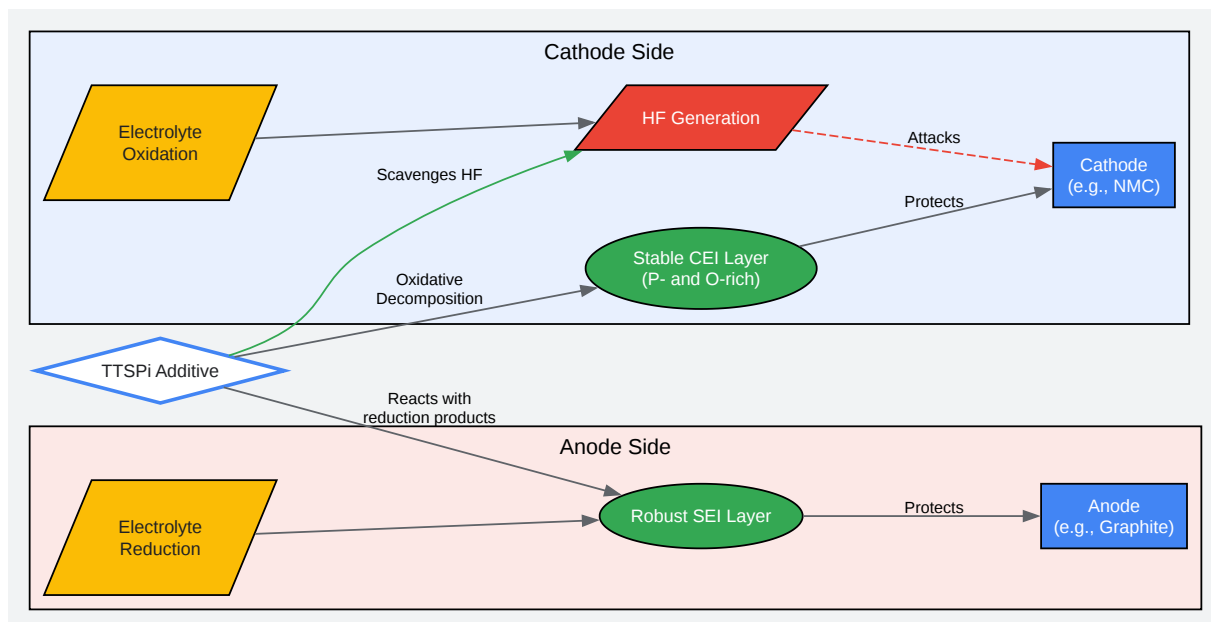 Cathode Side
Electrolyte
Oxidation
HF Generation
Attacks
Cathode
(e.g., NMC)
Scavenges HF
Protects
Stable CEI Layer
(P- and O-rich)
Oxidative
Decomposition
TTSPi Additive
Reacts with
reduction products
Anode Side
Electrolyte
Reduction
Robust SEI Layer
Protects
Anode
(e.g., Graphite)